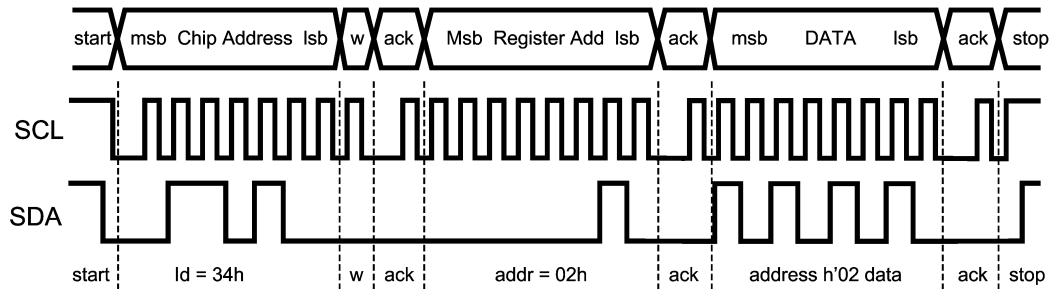 start msb Chip Address lsb w ack Msb Register Add lsb ack msb DATA lsb ack stop
SCL
SDA
start Id = 34h w ack addr = 02h ack address h'02 data ack stop